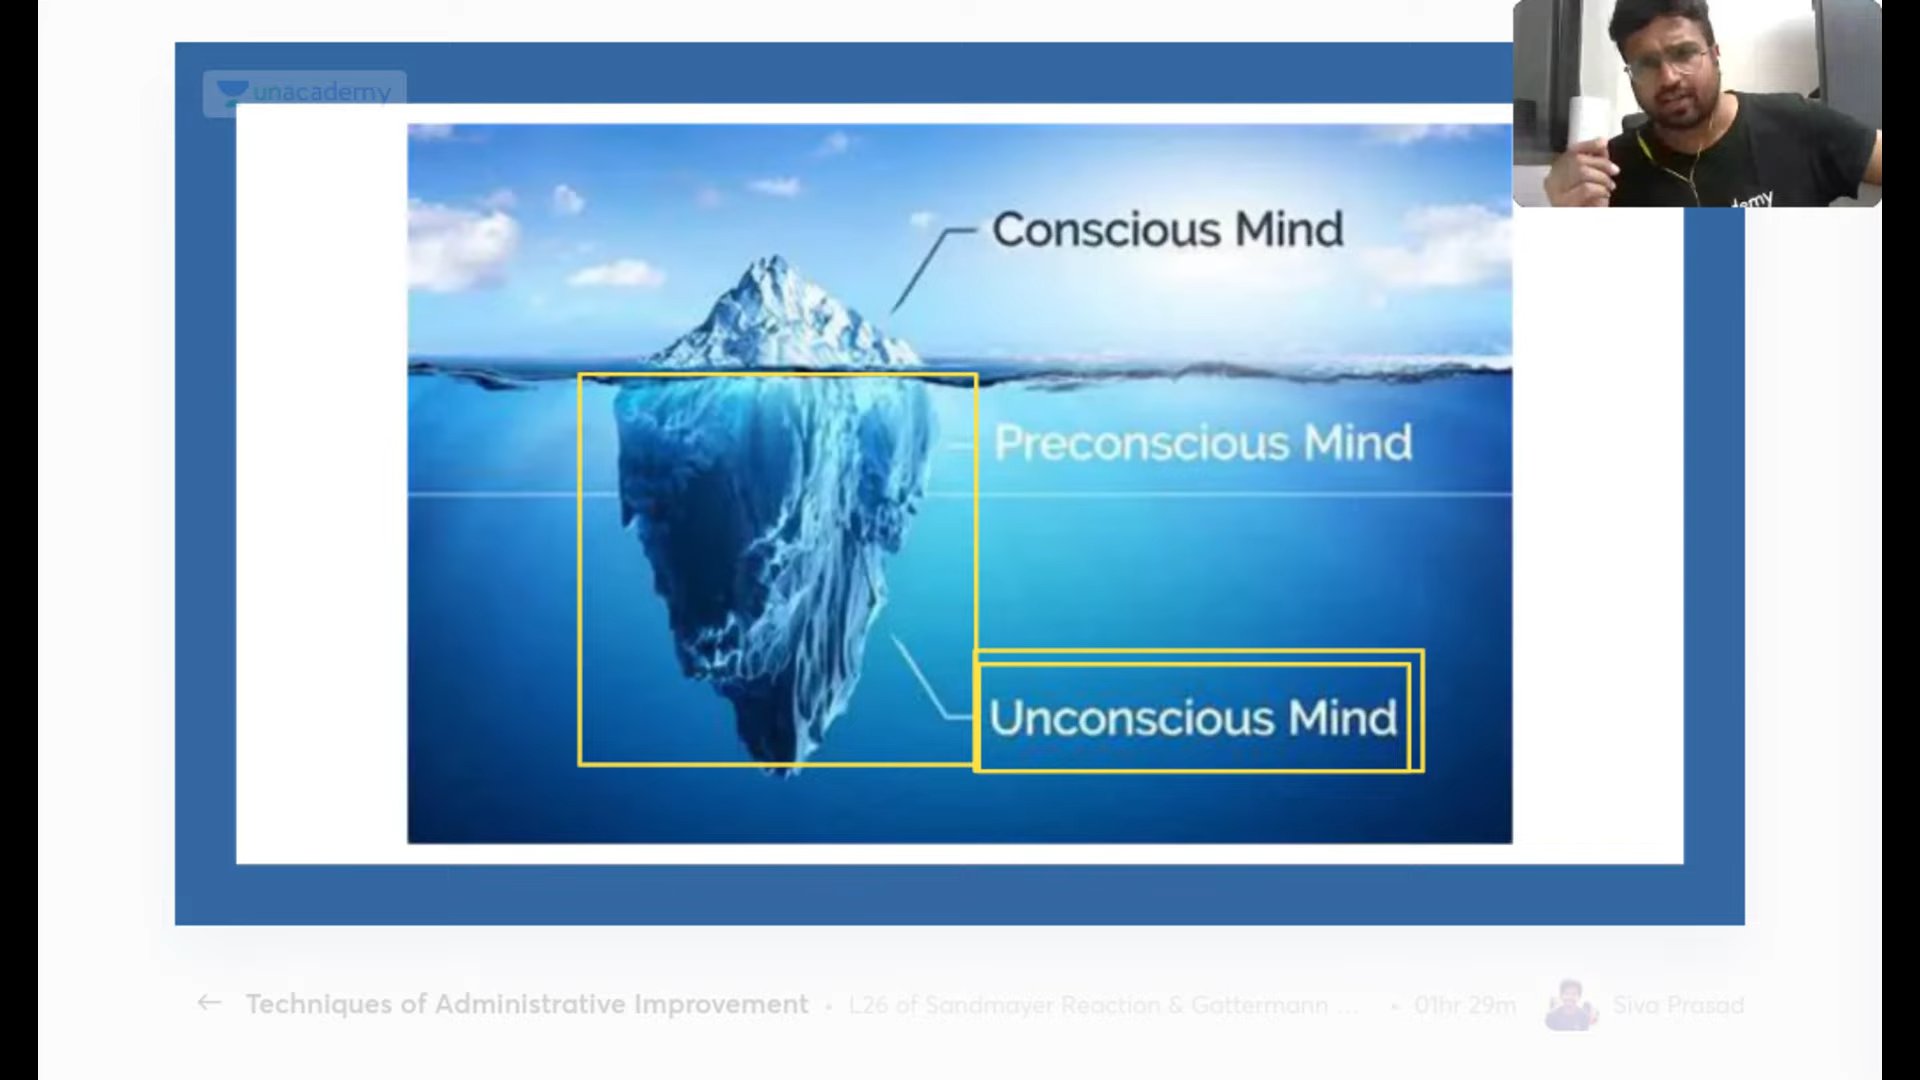 unacademy
Conscious Mind
Preconscious Mind
Unconscious Mind
emy
← Techniques of Administrative Improvement • L26 of Sandmayer Reaction & Gattermann ... • 01hr 29m Siva Prasad